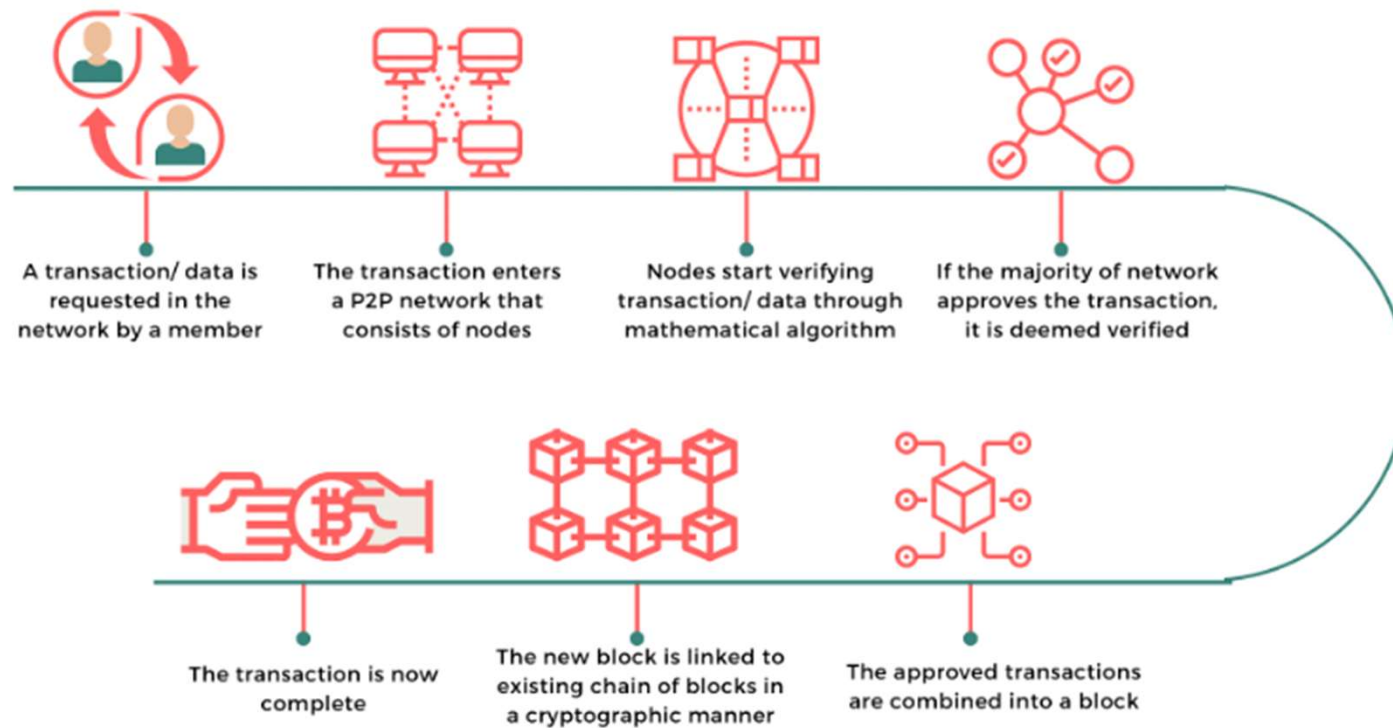 A transaction/ data is
requested in the
network by a member
The transaction enters
a P2P network that
consists of nodes
Nodes start verifying
transaction/ data through
mathematical algorithm
If the majority of network
approves the transaction,
it is deemed verified
The approved transactions
are combined into a block
The new block is linked to
existing chain of blocks in
a cryptographic manner
The transaction is now
complete